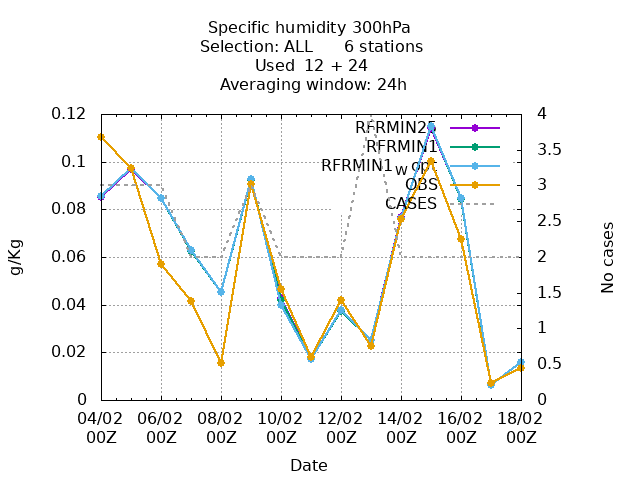 Specific humidity 300hPa
Selection: ALL      6 stations
Used  12 + 24
Averaging window: 24h
0.12
0.1
0.08
0.06
0.04
0.02
0
g/Kg
4
3.5
3
2.5
2
1.5
1
0.5
0
No cases
RFRMIN25
RFRMIN1
RFRMIN1w op
OBS
CASES
04/02 06/02 08/02 10/02 12/02 14/02 16/02 18/02
00Z 00Z 00Z 00Z 00Z 00Z 00Z 00Z
Date